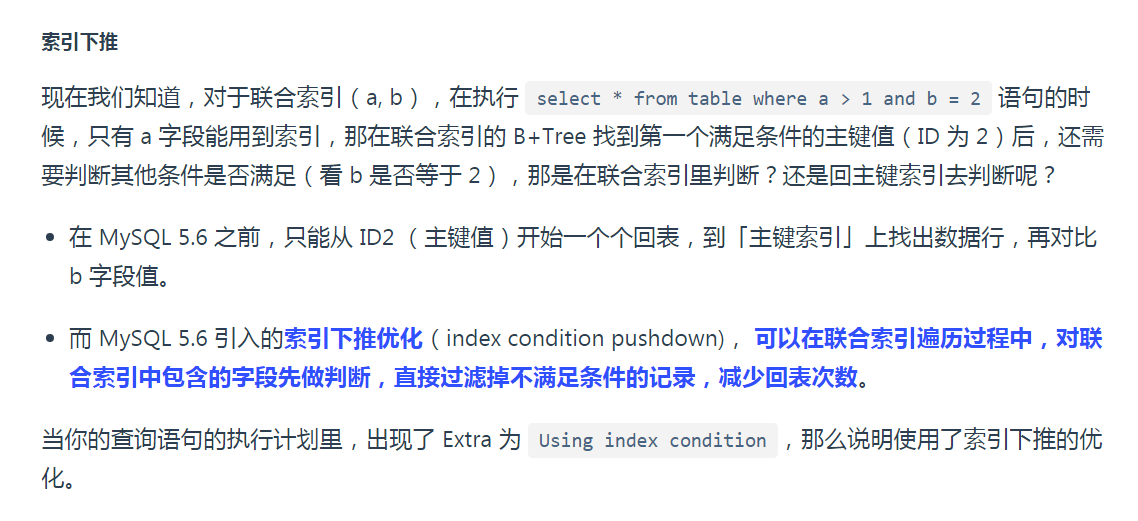 索引下推
现在我们知道，对于联合索引（a, b），在执行 select * from table where a > 1 and b = 2 语句的时
候，只有 a 字段能用到索引，那在联合索引的 B+Tree 找到第一个满足条件的主键值（ID 为 2）后，还需
要判断其他条件是否满足（看 b 是否等于 2），那是在联合索引里判断？还是回主键索引去判断呢？
• 在 MySQL 5.6 之前，只能从 ID2 （主键值）开始一个个回表，到「主键索引」上找出数据行，再对比
b 字段值。
• 而 MySQL 5.6 引入的索引下推优化（index condition pushdown)， 可以在联合索引遍历过程中，对联
合索引中包含的字段先做判断，直接过滤掉不满足条件的记录，减少回表次数。
当你的查询语句的执行计划里，出现了 Extra 为 Using index condition ，那么说明使用了索引下推的优
化。